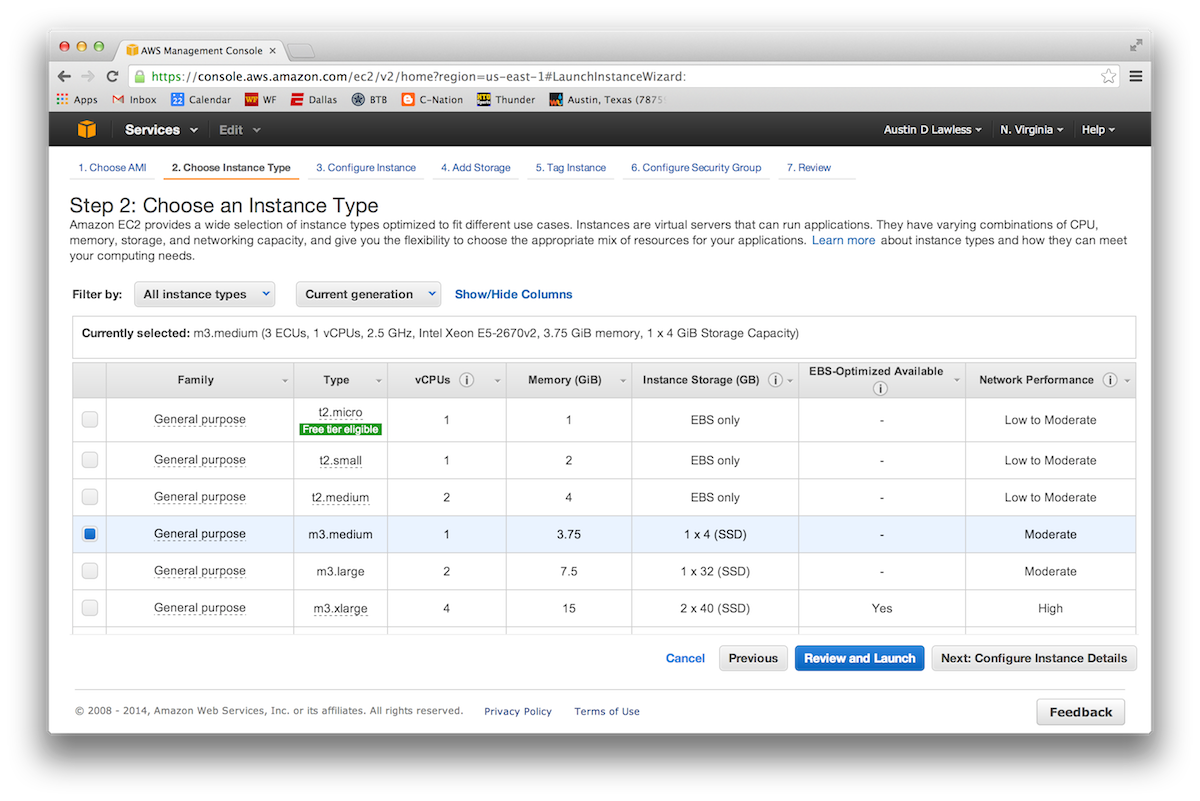 AWS Management Console
https://console.aws.amazon.com/ec2/v2/home?region=us-east-1#LaunchInstanceWizard:
Apps Inbox 22 Calendar WF WF Dallas BTB C-Nation Thunder Austin, Texas (7875
Services Edit Austin D Lawless N. Virginia Help
1. Choose AMI 2. Choose Instance Type 3. Configure Instance 4. Add Storage 5. Tag Instance 6. Configure Security Group 7. Review
Step 2: Choose an Instance Type
Amazon EC2 provides a wide selection of instance types optimized to fit different use cases. Instances are virtual servers that can run applications. They have varying combinations of CPU,
memory, storage, and networking capacity, and give you the flexibility to choose the appropriate mix of resources for your applications. Learn more about instance types and how they can meet
your computing needs.
Filter by: All instance types Current generation Show/Hide Columns
Currently selected: m3.medium (3 ECUs, 1 vCPUs, 2.5 GHz, Intel Xeon E5-2670v2, 3.75 GiB memory, 1 x 4 GiB Storage Capacity)
Family Type vCPUs i Memory (GiB) Instance Storage (GB) i EBS-Optimized Available i Network Performance i
General purpose t2.micro Free tier eligible 1 1 EBS only - Low to Moderate
General purpose t2.small 1 2 EBS only - Low to Moderate
General purpose t2.medium 2 4 EBS only - Low to Moderate
General purpose m3.medium 1 3.75 1 x 4 (SSD) - Moderate
General purpose m3.large 2 7.5 1 x 32 (SSD) - Moderate
General purpose m3.xlarge 4 15 2 x 40 (SSD) Yes High
Cancel Previous Review and Launch Next: Configure Instance Details
© 2008 - 2014, Amazon Web Services, Inc. or its affiliates. All rights reserved. Privacy Policy Terms of Use Feedback